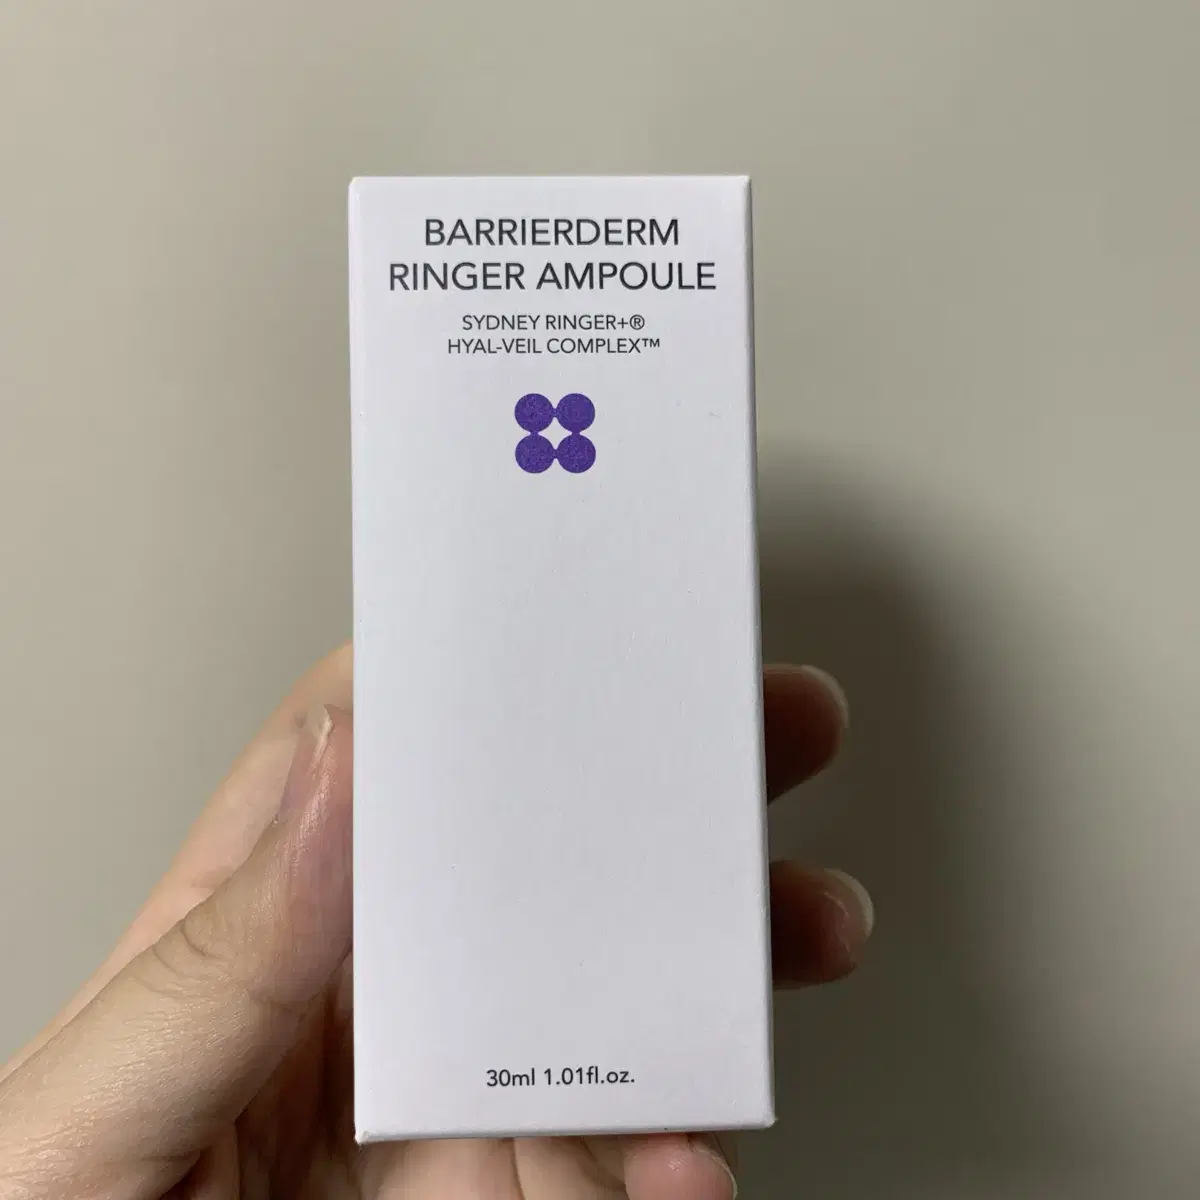 BARRIERDERM
RINGER AMPOULE
SYDNEY RINGER+®
HYAL-VEIL COMPLEX™
30ml 1.01fl.oz.